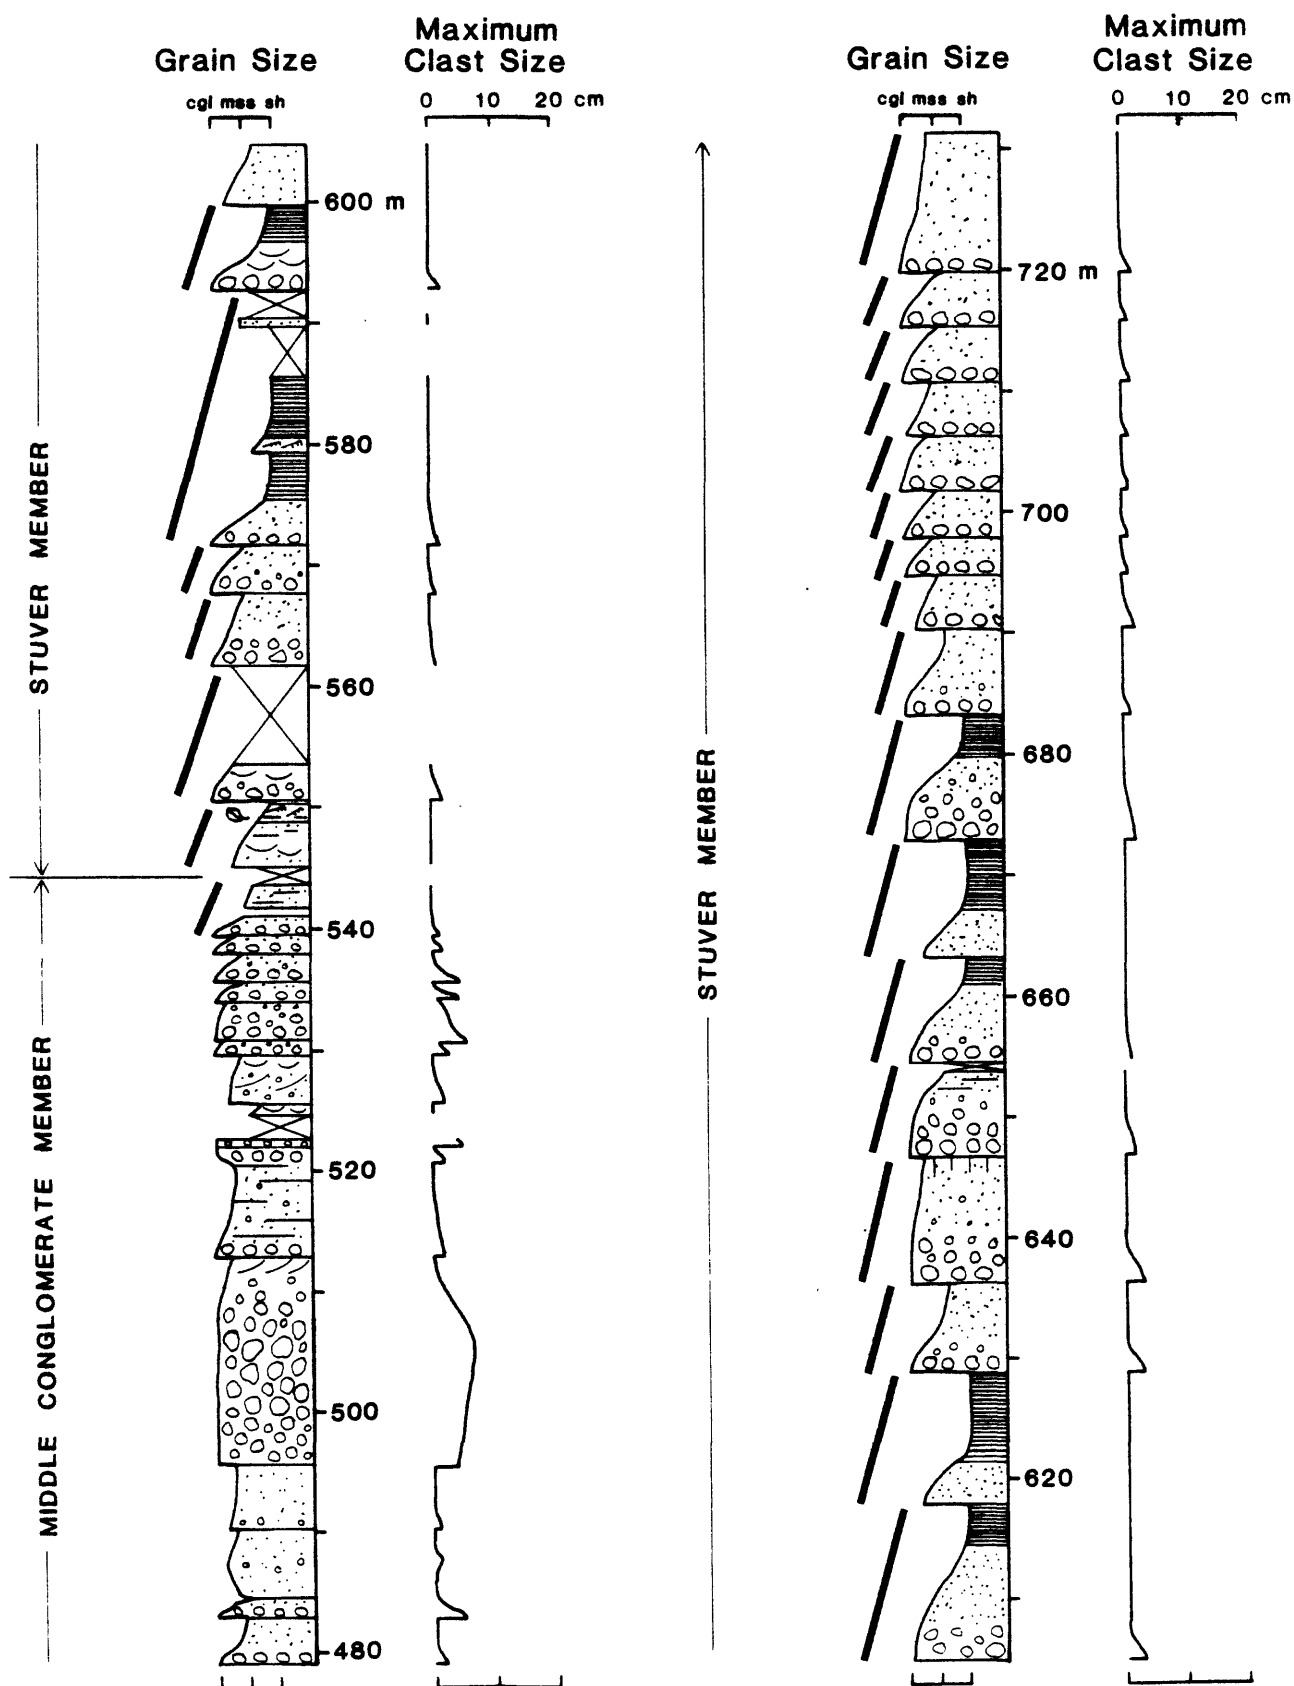 Grain Size
cgl mss sh
Maximum
Clast Size
0 10 20 cm
600 m
580
560
540
520
500
480
STUVER MEMBER
MIDDLE CONGLOMERATE MEMBER
Grain Size
cgl mss sh
Maximum
Clast Size
0 10 20 cm
720 m
700
680
660
640
620
STUVER MEMBER